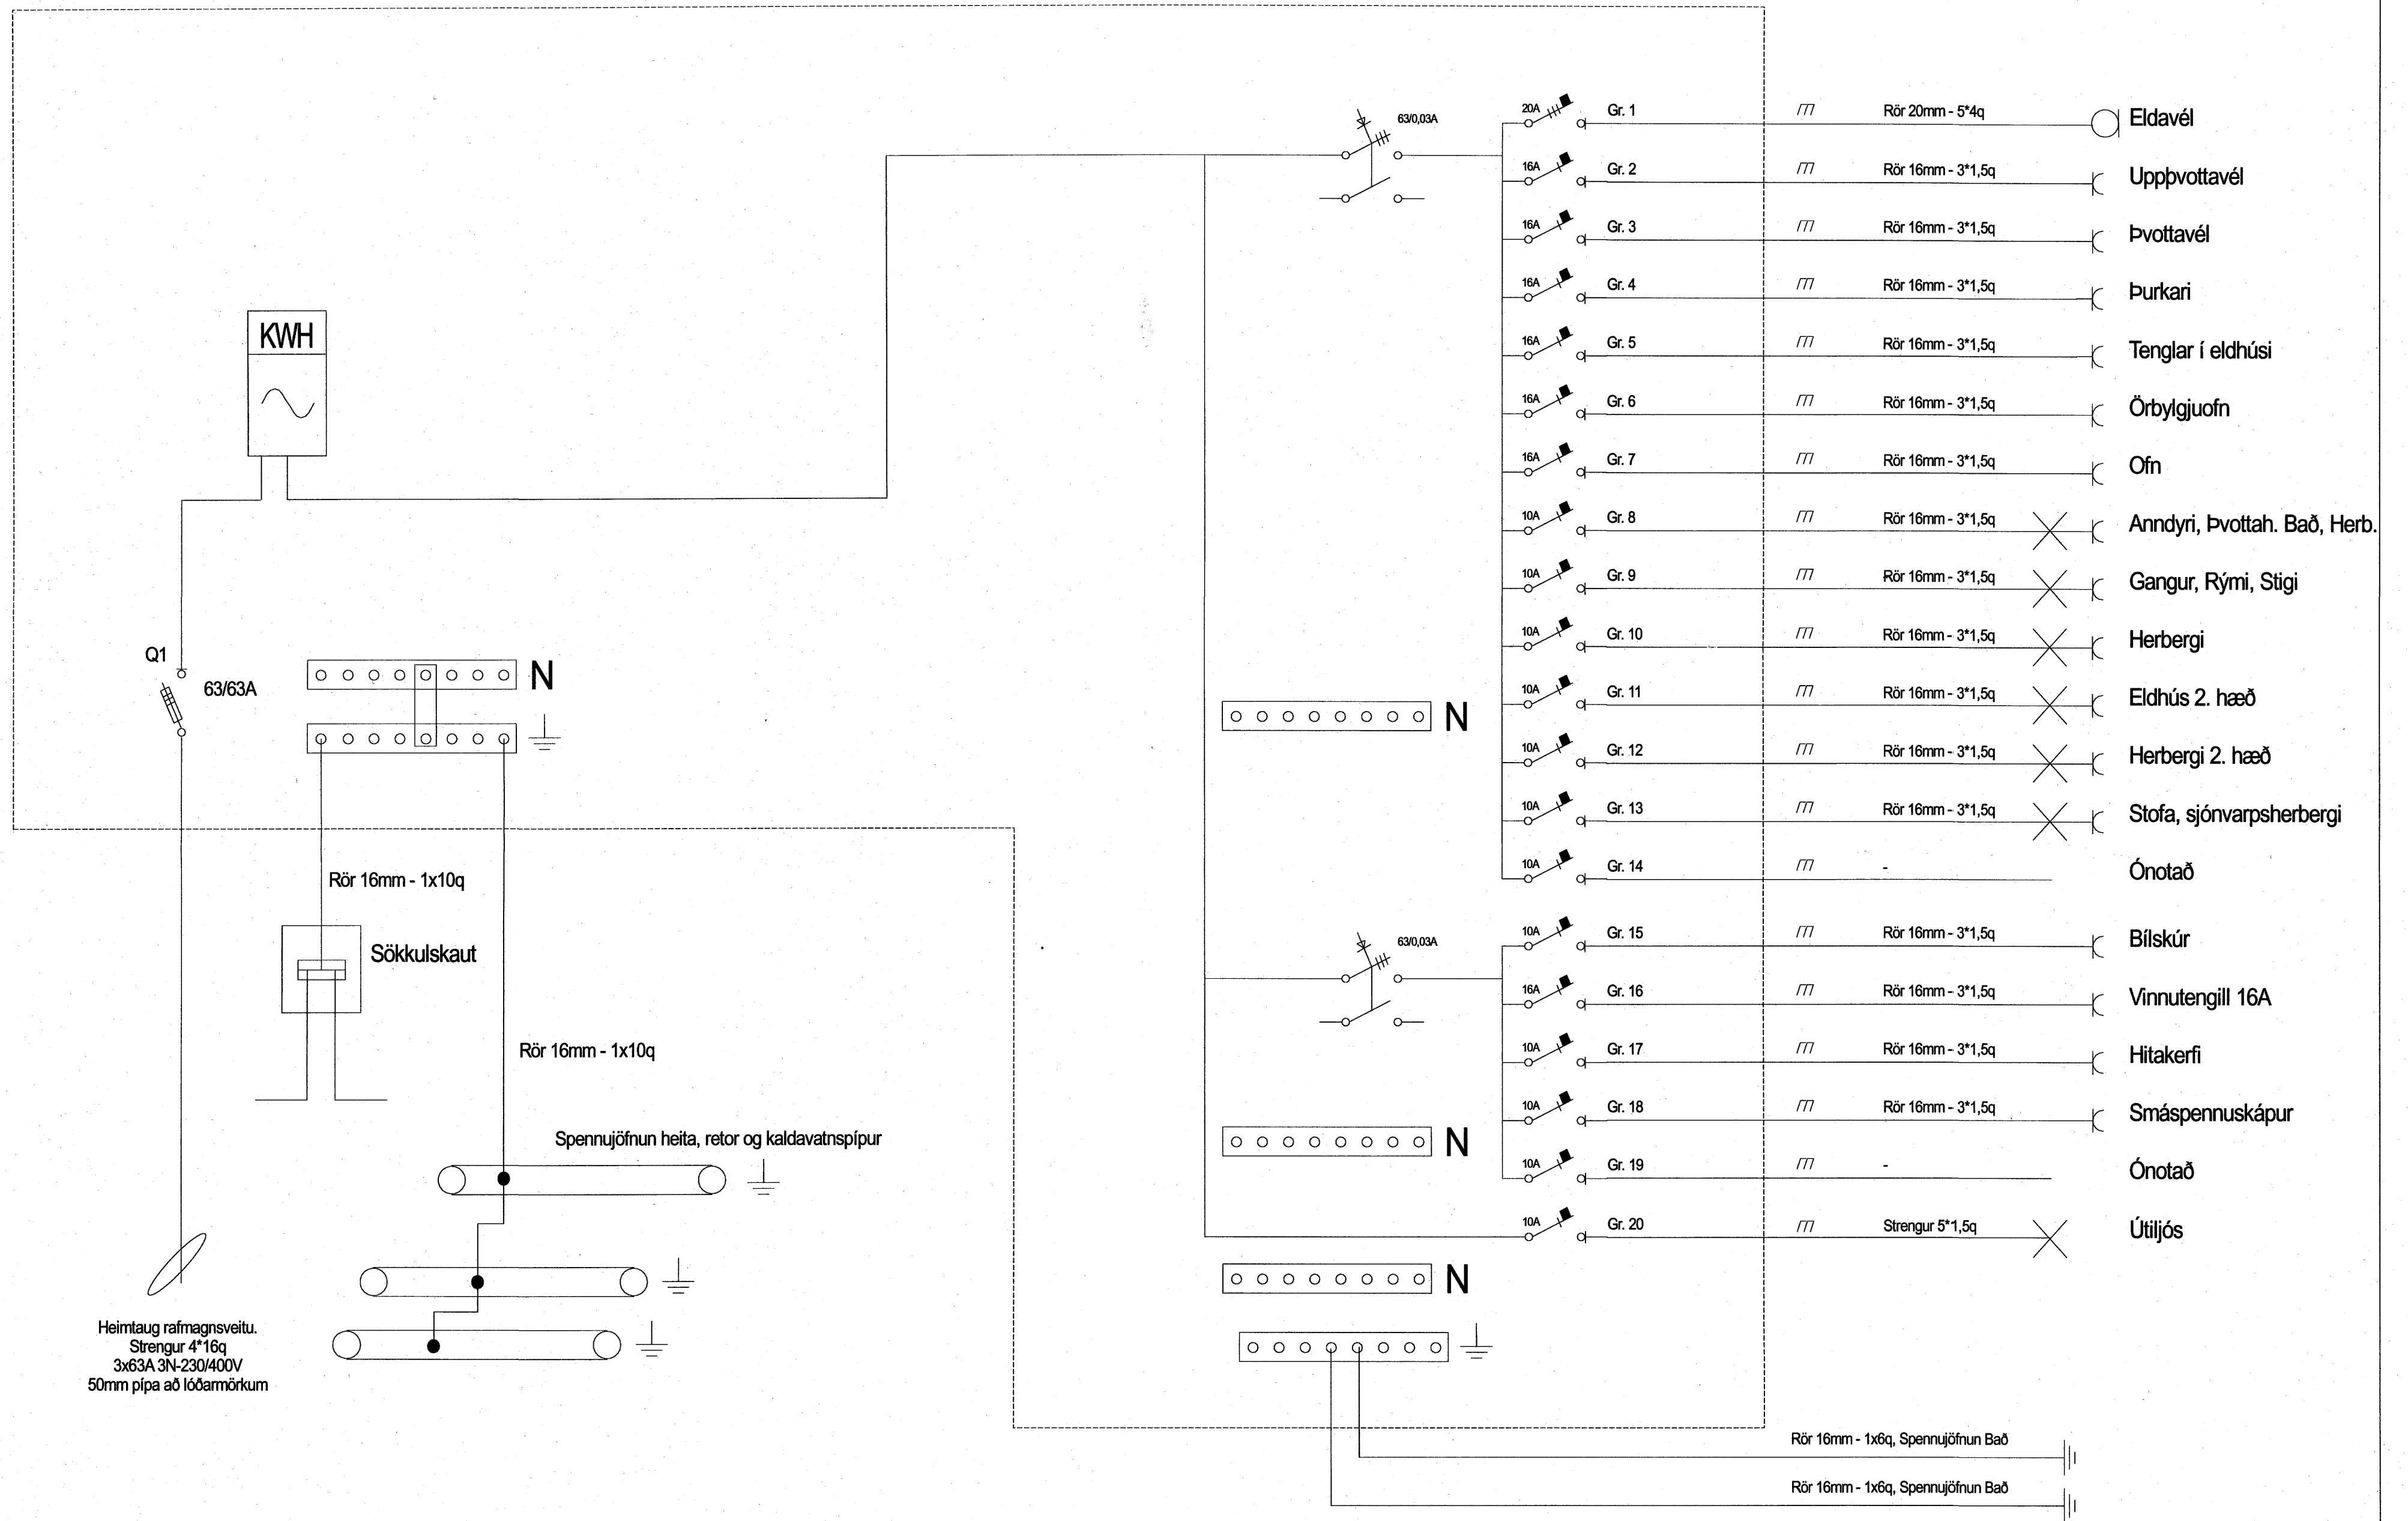 63/0,03A
20A
Gr. 1
Rör 20mm - 5*4q
Eldavél
16A
Gr. 2
Rör 16mm - 3*1,5q
Uppþvottavél
16A
Gr. 3
Rör 16mm - 3*1,5q
Þvottavél
16A
Gr. 4
Rör 16mm - 3*1,5q
Þurkari
16A
Gr. 5
Rör 16mm - 3*1,5q
Tenglar í eldhúsi
16A
Gr. 6
Rör 16mm - 3*1,5q
Örbylgjuofn
16A
Gr. 7
Rör 16mm - 3*1,5q
Ofn
10A
Gr. 8
Rör 16mm - 3*1,5q
Anndyri, Þvottah. Bað, Herb.
10A
Gr. 9
Rör 16mm - 3*1,5q
Gangur, Rými, Stigi
10A
Gr. 10
Rör 16mm - 3*1,5q
Herbergi
10A
Gr. 11
Rör 16mm - 3*1,5q
Eldhús 2. hæð
10A
Gr. 12
Rör 16mm - 3*1,5q
Herbergi 2. hæð
10A
Gr. 13
Rör 16mm - 3*1,5q
Stofa, sjónvarpsherbergi
10A
Gr. 14
-
Ónotað
63/0,03A
10A
Gr. 15
Rör 16mm - 3*1,5q
Bílskúr
16A
Gr. 16
Rör 16mm - 3*1,5q
Vinnutengill 16A
10A
Gr. 17
Rör 16mm - 3*1,5q
Hitakerfi
10A
Gr. 18
Rör 16mm - 3*1,5q
Smáspennuskápur
10A
Gr. 19
-
Ónotað
10A
Gr. 20
Strengur 5*1,5q
Útiljós
KWH
Q1
63/63A
N
N
N
N
Rör 16mm - 1x10q
Sökkulskaut
Rör 16mm - 1x10q
Spennujöfnun heita, retor og kaldavatnspípur
Heimtaug rafmagnsveitu.
Strengur 4*16q
3x63A 3N-230/400V
50mm pípa að lóðarmörkum
Rör 16mm - 1x6q, Spennujöfnun Bað
Rör 16mm - 1x6q, Spennujöfnun Bað